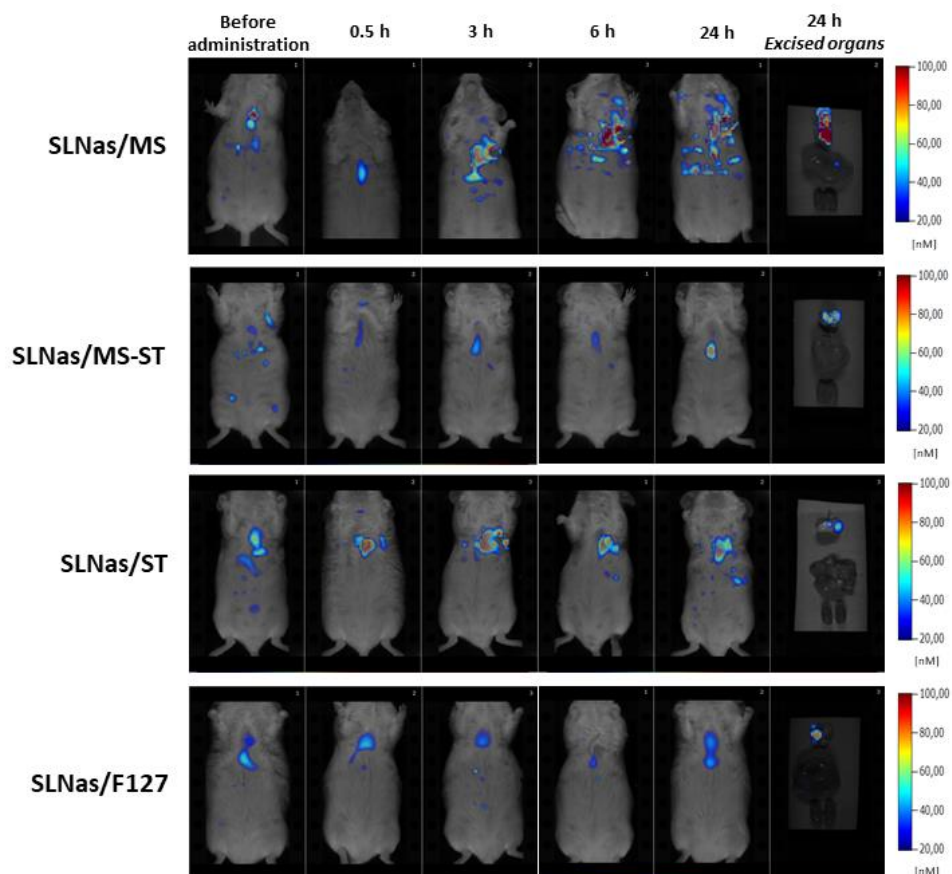 Before
administration
0.5 h
3 h
6 h
24 h
24 h
Excised organs
SLNas/MS
100,00
80,00
60,00
40,00
20,00
[nM]
SLNas/MS-ST
100,00
80,00
60,00
40,00
20,00
[nM]
SLNas/ST
100,00
80,00
60,00
40,00
20,00
[nM]
SLNas/F127
100,00
80,00
60,00
40,00
20,00